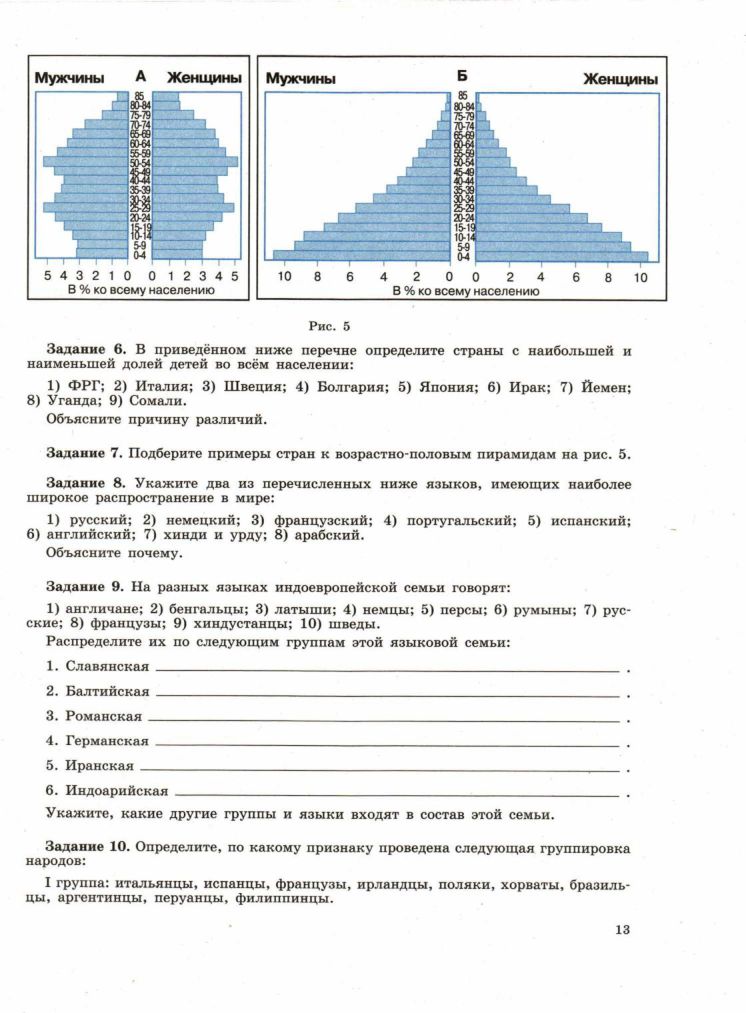 Мужчины А Женщины
85
80-84
75-79
70-74
65-69
60-64
55-59
50-54
45-49
40-44
35-39
30-34
25-29
20-24
15-19
10-14
5-9
0-4
5 4 3 2 1 0 0 1 2 3 4 5
В % ко всему населению
Мужчины Б Женщины
85
80-84
75-79
70-74
65-69
60-64
55-59
50-54
45-49
40-44
35-39
30-34
25-29
20-24
15-19
10-14
5-9
0-4
10 8 6 4 2 0 0 2 4 6 8 10
В % ко всему населению
Рис. 5
Задание 6. В приведённом ниже перечне определите страны с наибольшей и
наименьшей долей детей во всём населении:
1) ФРГ; 2) Италия; 3) Швеция; 4) Болгария; 5) Япония; 6) Ирак; 7) Йемен;
8) Уганда; 9) Сомали.
Объясните причину различий.
Задание 7. Подберите примеры стран к возрастно-половым пирамидам на рис. 5.
Задание 8. Укажите два из перечисленных ниже языков, имеющих наиболее
широкое распространение в мире:
1) русский; 2) немецкий; 3) французский; 4) португальский; 5) испанский;
6) английский; 7) хинди и урду; 8) арабский.
Объясните почему.
Задание 9. На разных языках индоевропейской семьи говорят:
1) англичане; 2) бенгальцы; 3) латыши; 4) немцы; 5) персы; 6) румыны; 7) рус-
ские; 8) французы; 9) хиндустанцы; 10) шведы.
Распределите их по следующим группам этой языковой семьи:
1. Славянская .
2. Балтийская .
3. Романская .
4. Германская .
5. Иранская .
6. Индоарийская .
Укажите, какие другие группы и языки входят в состав этой семьи.
Задание 10. Определите, по какому признаку проведена следующая группировка
народов:
I группа: итальянцы, испанцы, французы, ирландцы, поляки, хорваты, бразиль-
цы, аргентинцы, перуанцы, филиппинцы.
13